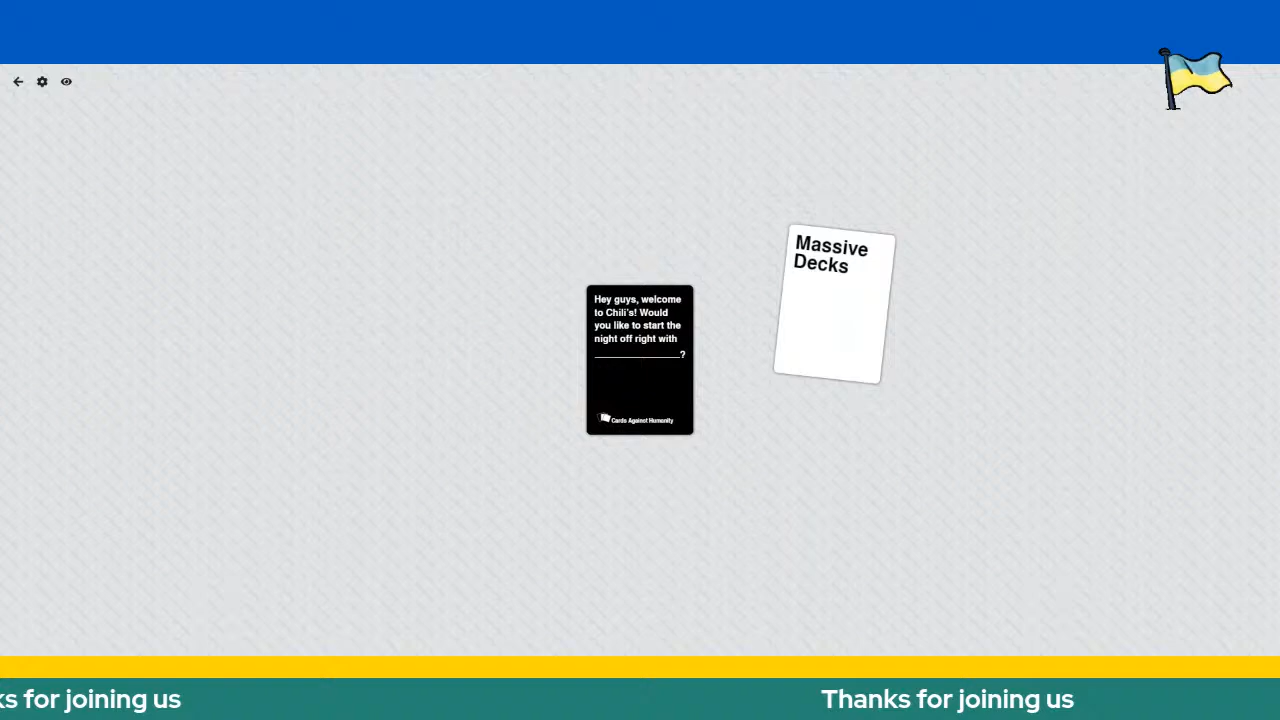 Massive
Decks
Hey guys, welcome
to Chili's! Would
you like to start the
night off right with
________________?
Cards Against Humanity
ks for joining us
Thanks for joining us